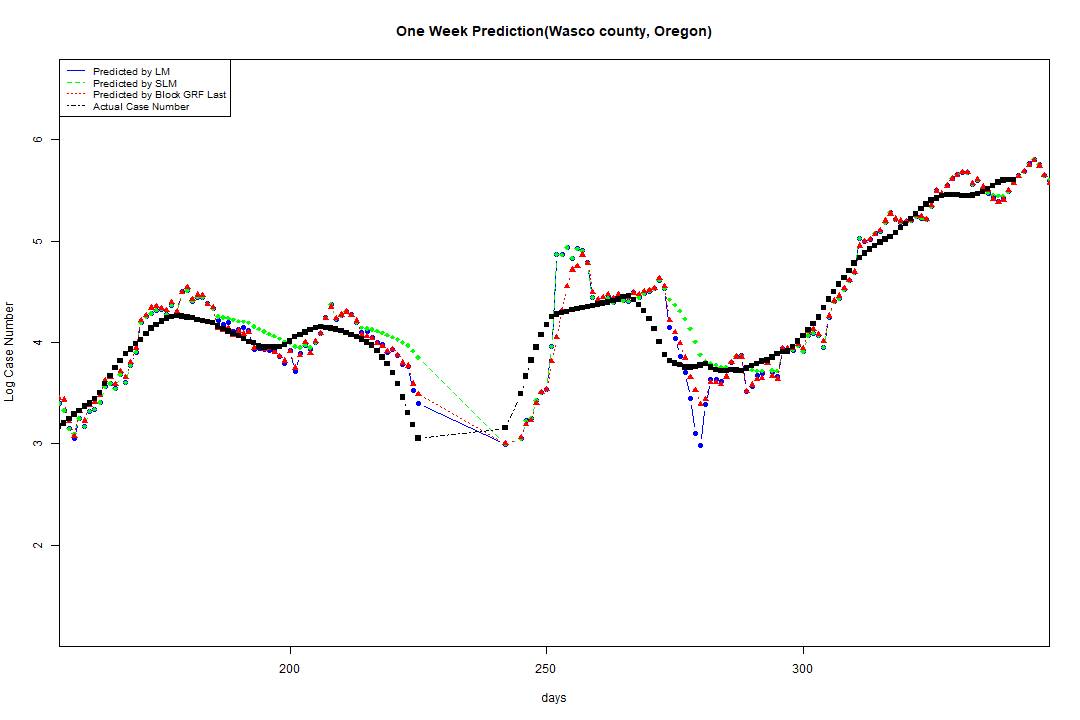 One Week Prediction(Wasco county, Oregon)
Predicted by LM
Predicted by SLM
Predicted by Block GRF Last
Actual Case Number
Log Case Number
6
5
4
3
2
200 250 300
days